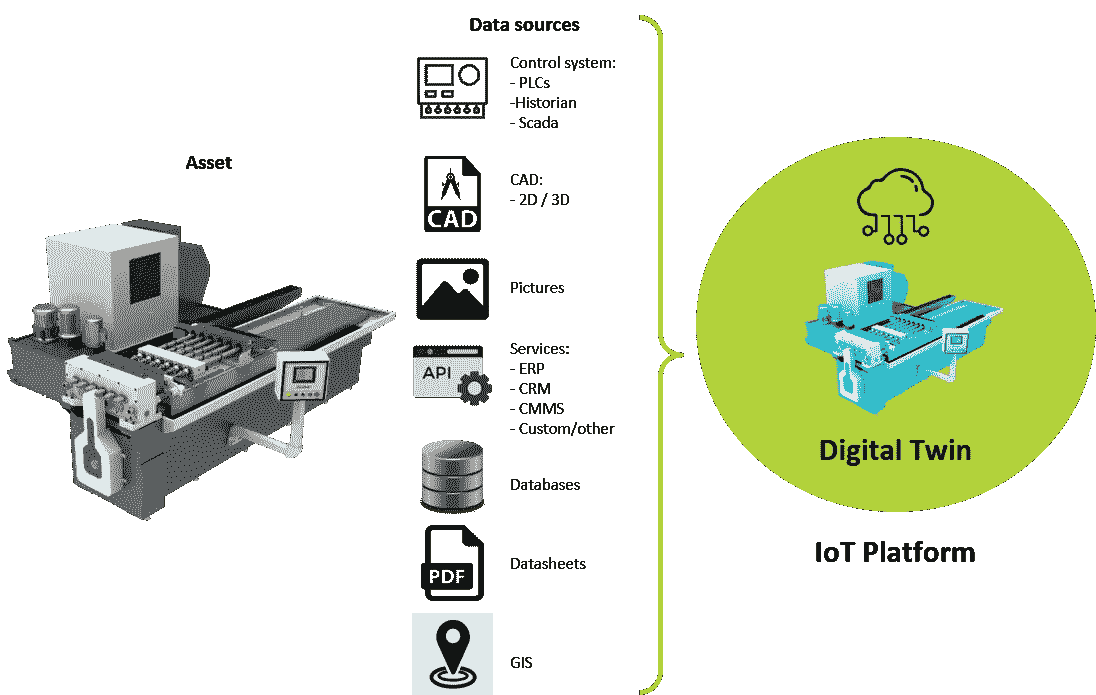 Data sources
Asset
Control system:
- PLCs
-Historian
- Scada
CAD
CAD:
- 2D / 3D
Pictures
API
Services:
- ERP
- CRM
- CMMS
- Custom/other
Databases
PDF
Datasheets
GIS
Digital Twin
IoT Platform